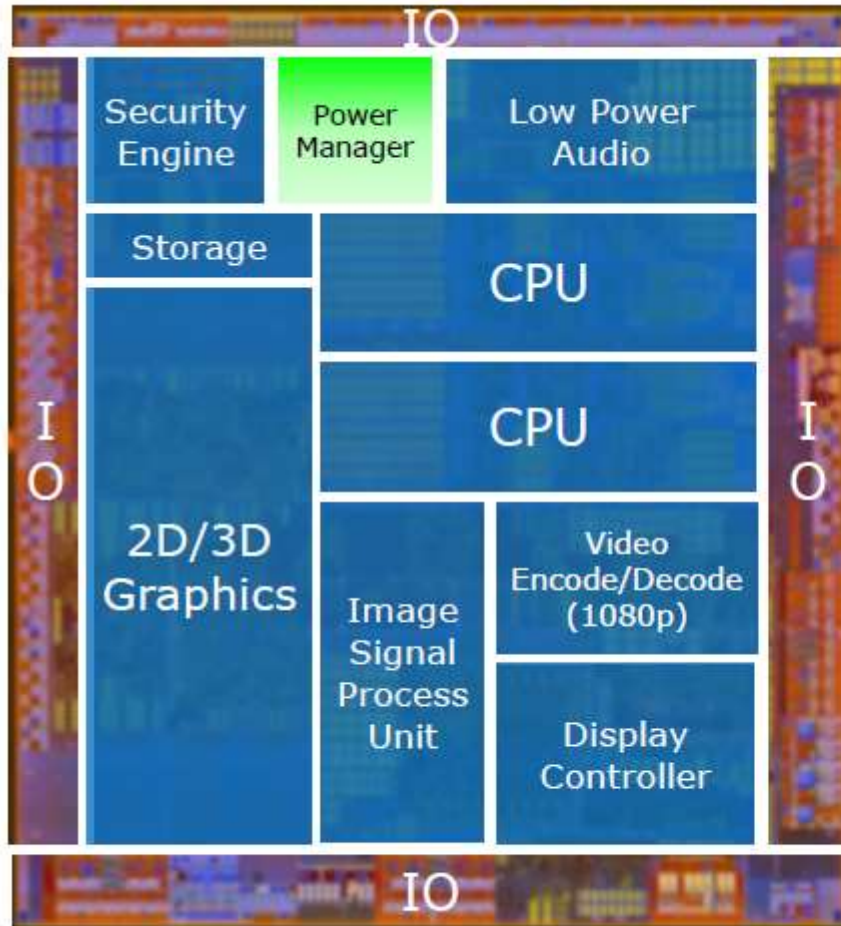 IO
Security
Engine
Power
Manager
Low Power
Audio
Storage
CPU
CPU
I
O
I
O
2D/3D
Graphics
Image
Signal
Process
Unit
Video
Encode/Decode
(1080p)
Display
Controller
IO